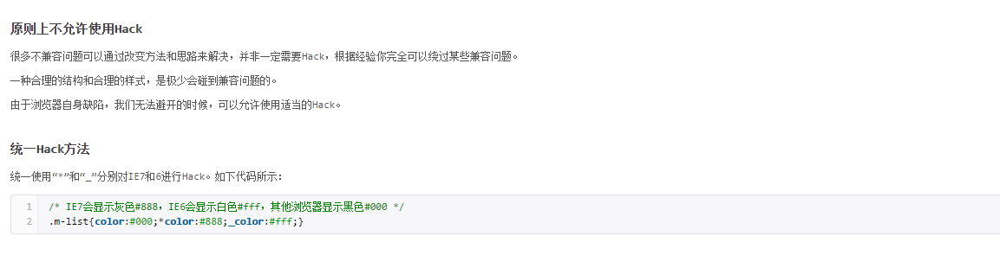 原则上不允许使用Hack
很多不兼容问题可以通过改变方法和思路来解决，并非一定需要Hack，根据经验你完全可以绕过某些兼容问题。
一种合理的结构和合理的样式，是极少会碰到兼容问题的。
由于浏览器自身缺陷，我们无法避开的时候，可以允许使用适当的Hack。
统一Hack方法
统一使用“*”和“_”分别对IE7和6进行Hack。如下代码所示：
1 /* IE7会显示灰色#888，IE6会显示白色#fff，其他浏览器显示黑色#000 */
2 .m-list{color:#000;*color:#888;_color:#fff;}